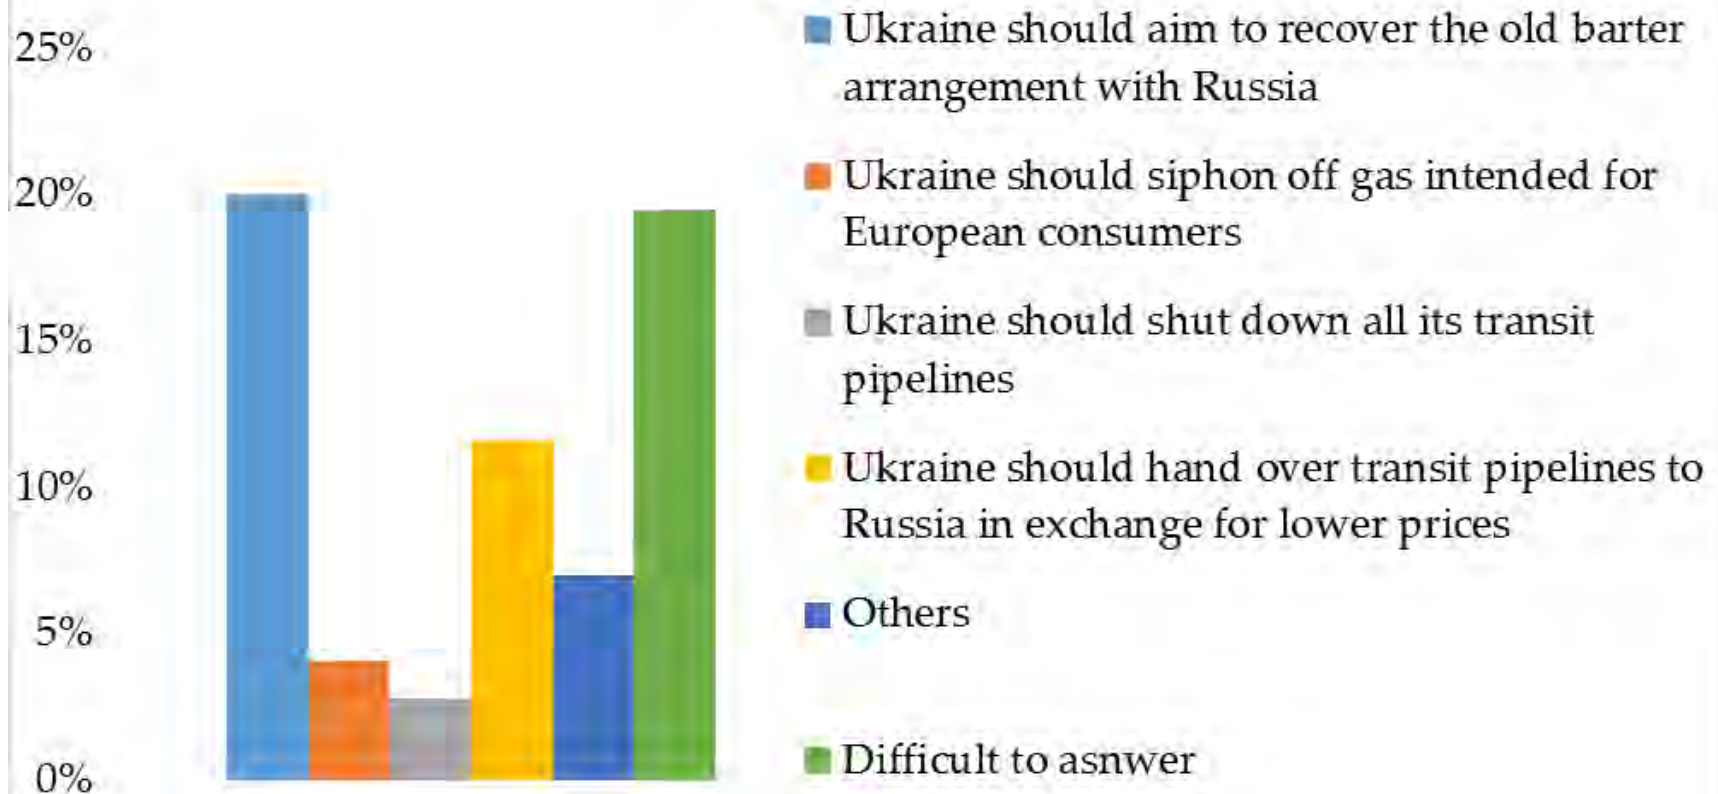 25%
20%
15%
10%
5%
0%
Ukraine should aim to recover the old barter
arrangement with Russia
Ukraine should siphon off gas intended for
European consumers
Ukraine should shut down all its transit
pipelines
Ukraine should hand over transit pipelines to
Russia in exchange for lower prices
Others
Difficult to asnwer